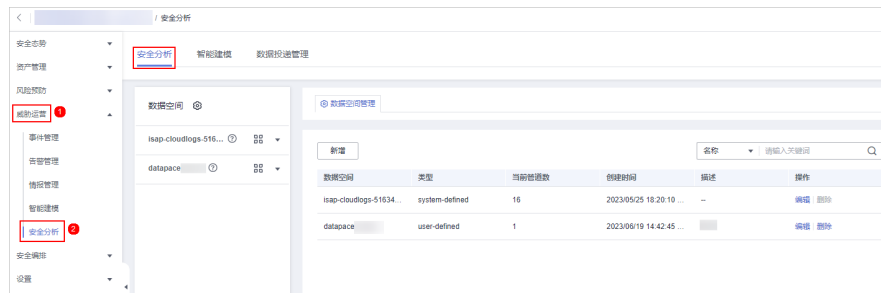 / 安全分析
安全态势
资产管理
风险预防
威胁运营 1
事件管理
告警管理
情报管理
智能建模
安全分析 2
安全编排
设置
安全分析 智能建模 数据投递管理
数据空间
isap-cloudlogs-516...
datapace
数据空间管理
新增 名称 请输入关键词
数据空间 类型 当前管道数 创建时间 描述 操作
isap-cloudlogs-51634... system-defined 16 2023/05/25 18:20:10 ... -- 编辑 删除
datapace user-defined 1 2023/06/19 14:42:45 ... 编辑 删除